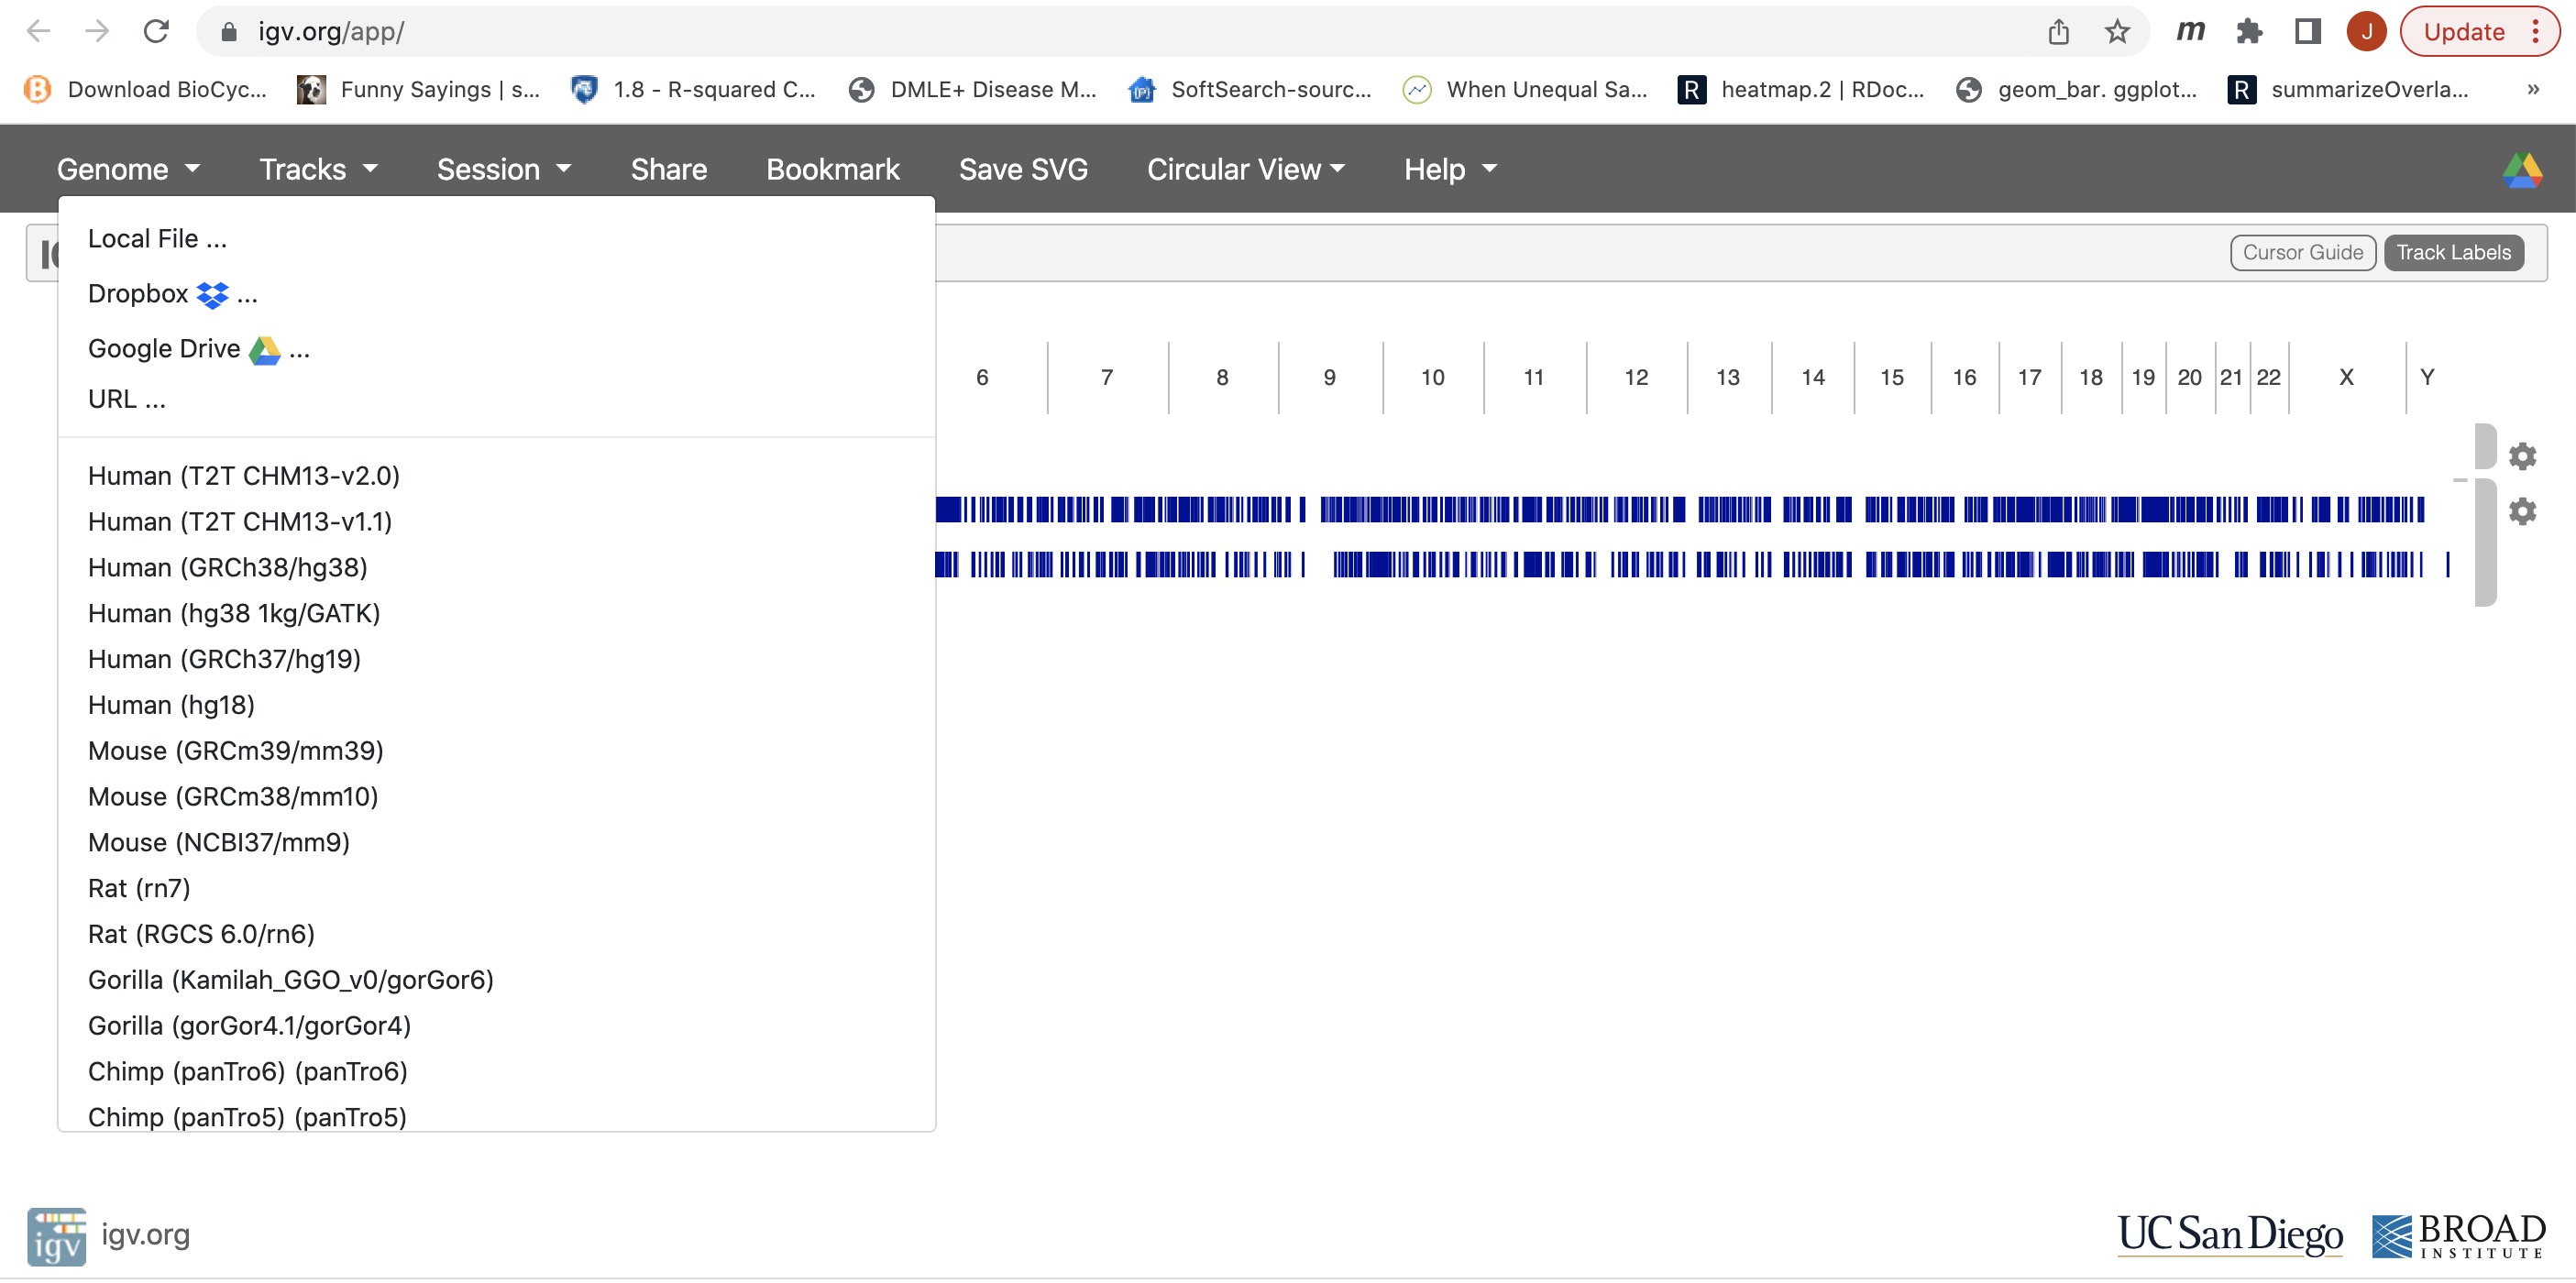 igv.org/app/
m
J
Update
Download BioCyc...
Funny Sayings | s...
1.8 - R-squared C...
DMLE+ Disease M...
{P}
SoftSearch-sourc...
When Unequal Sa...
R
heatmap.2 | RDoc...
geom_bar. ggplot...
R
summarizeOverla...
»
Genome
Tracks
Session
Share
Bookmark
Save SVG
Circular View
Help
Local File ...
Dropbox ...
Google Drive ...
URL ...
Human (T2T CHM13-v2.0)
Human (T2T CHM13-v1.1)
Human (GRCh38/hg38)
Human (hg38 1kg/GATK)
Human (GRCh37/hg19)
Human (hg18)
Mouse (GRCm39/mm39)
Mouse (GRCm38/mm10)
Mouse (NCBI37/mm9)
Rat (rn7)
Rat (RGCS 6.0/rn6)
Gorilla (Kamilah_GGO_v0/gorGor6)
Gorilla (gorGor4.1/gorGor4)
Chimp (panTro6) (panTro6)
Chimp (panTro5) (panTro5)
Cursor Guide
Track Labels
6 7 8 9 10 11 12 13 14 15 16 17 18 19 20 21 22 X Y
igv
igv.org
UC San Diego
BROAD
INSTITUTE